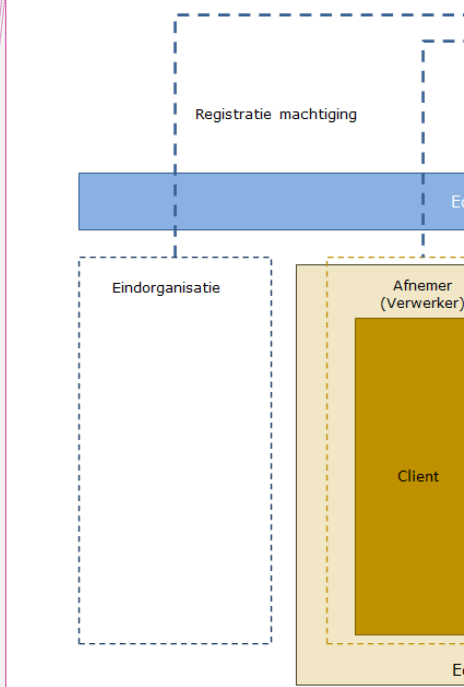 Registratie machtiging
Eindorganisatie
Afnemer
(Verwerker)
Client